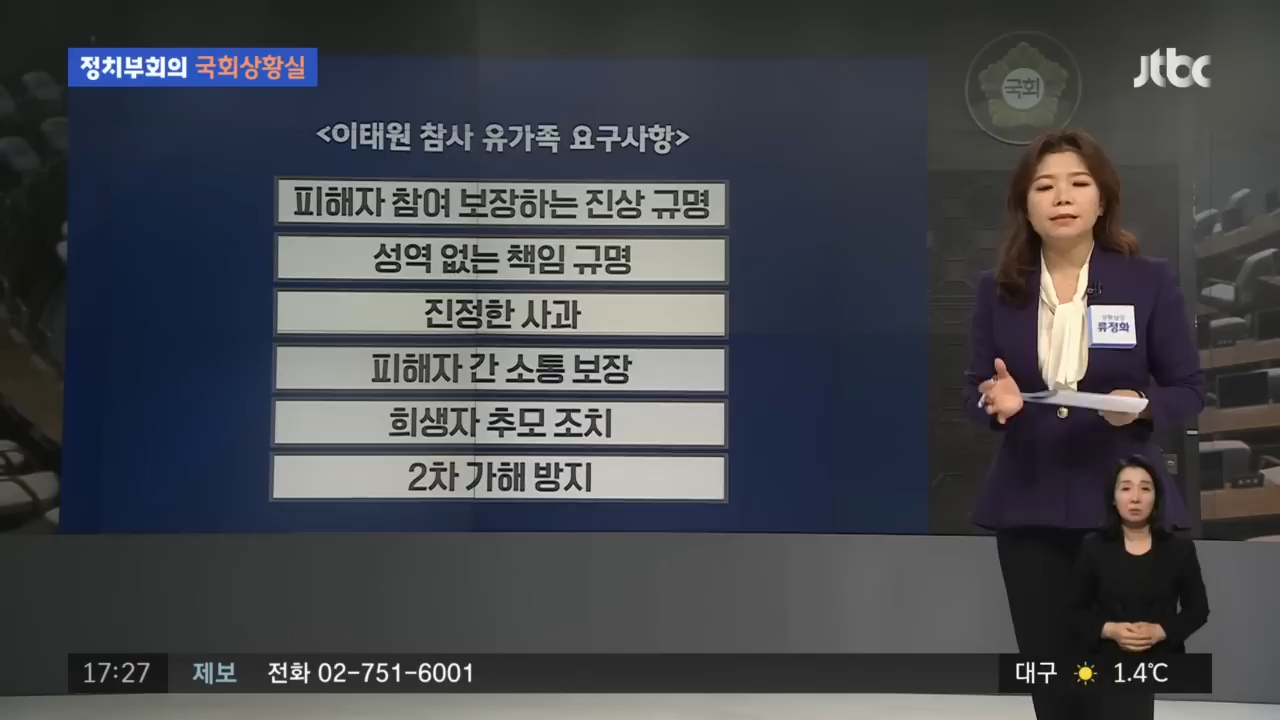 정치부회의 국회상황실
국회
jtbc
<이태원 참사 유가족 요구사항>
피해자 참여 보장하는 진상 규명
성역 없는 책임 규명
진정한 사과
피해자 간 소통 보장
희생자 추모 조치
2차 가해 방지
류정화
17:27 제보 전화 02-751-6001
대구 1.4℃